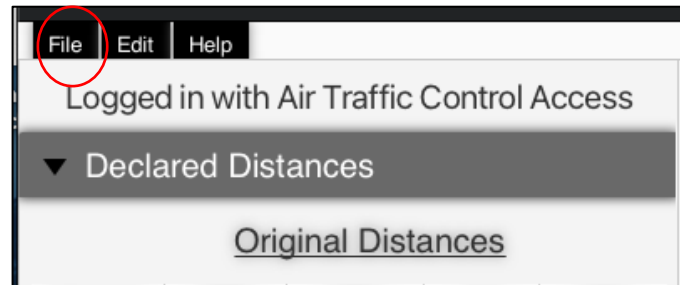 File Edit Help
Logged in with Air Traffic Control Access
Declared Distances
Original Distances